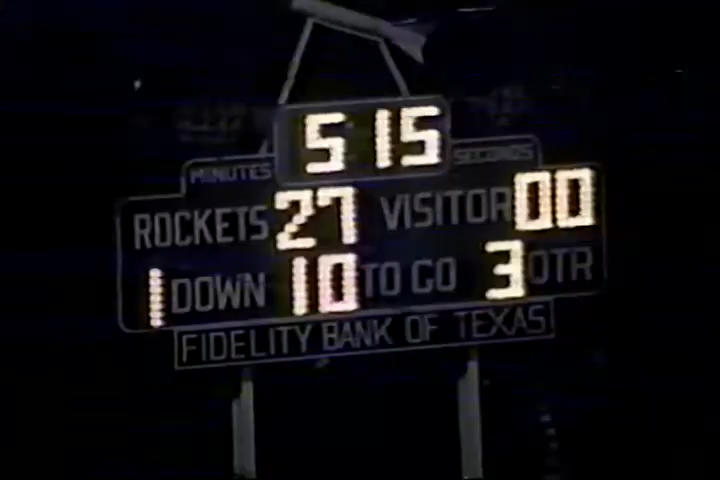 5 15
MINUTES SECONDS
ROCKETS 27 VISITOR 00
1 DOWN 10 TO GO 3 QTR
FIDELITY BANK OF TEXAS